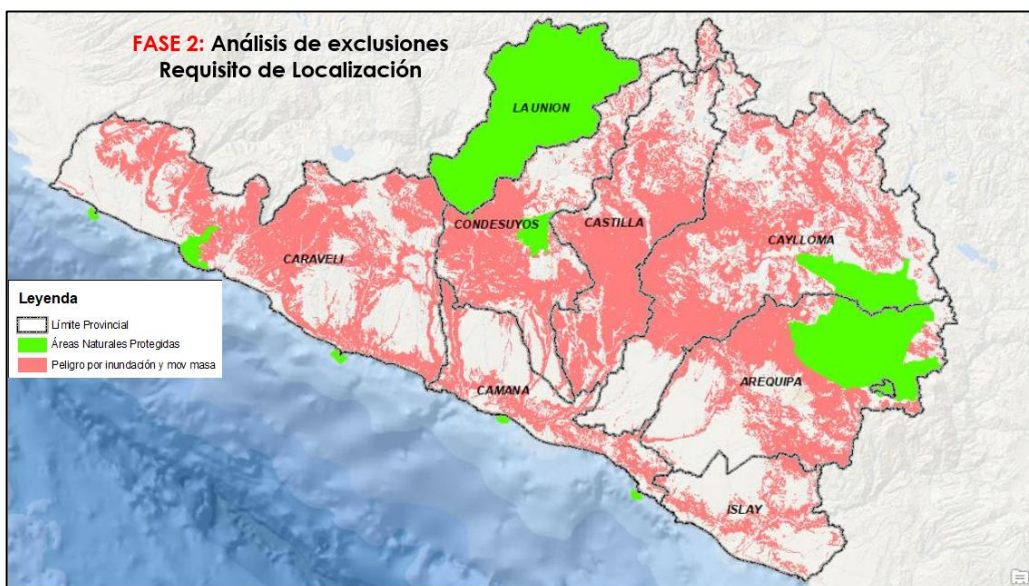 FASE 2: Análisis de exclusiones
Requisito de Localización
LA UNION
CONDESUYOS
CASTILLA
CAYLLOMA
CARAVELI
Leyenda
Límite Provincial
Áreas Naturales Protegidas
Peligro por inundación y mov masa
CAMANA
AREQUIPA
ISLAY